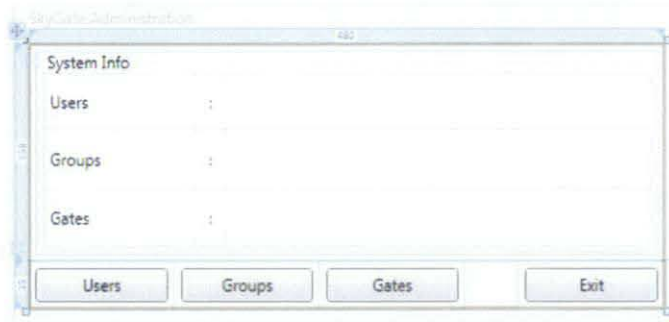 SkyGate Administration
System Info
Users :
Groups :
Gates :
Users Groups Gates Exit